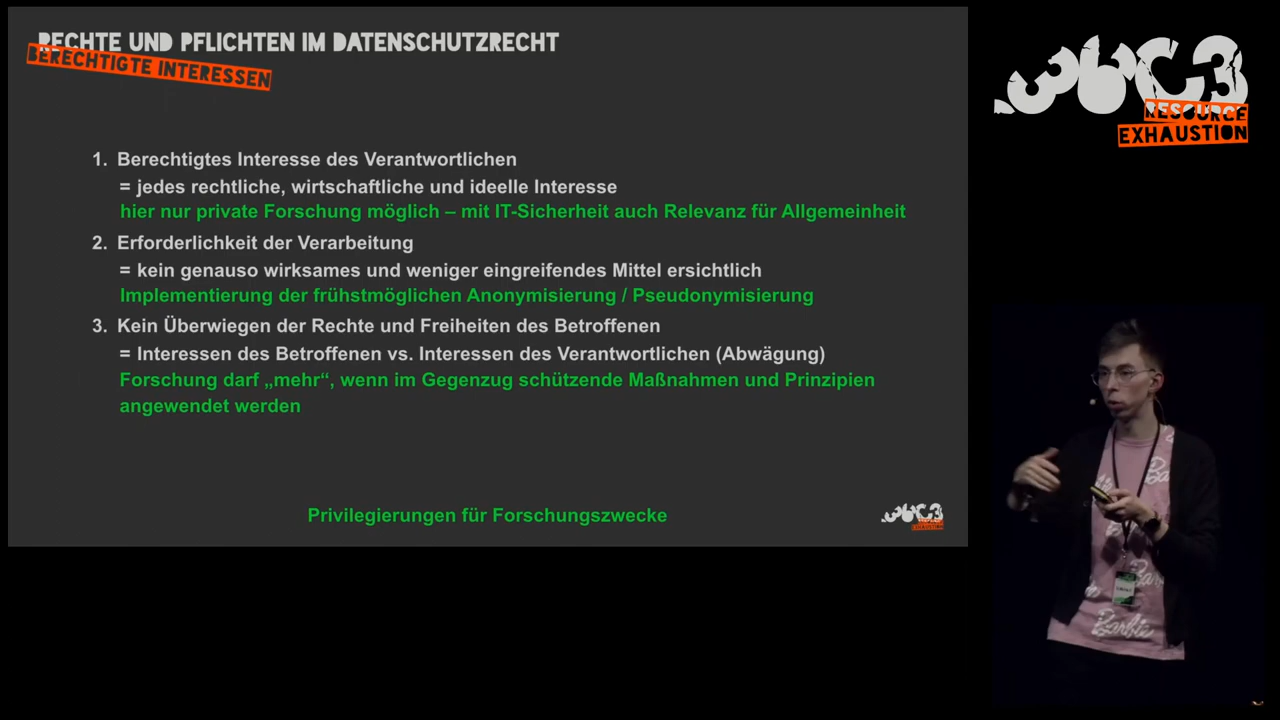 RECHTE UND PFLICHTEN IM DATENSCHUTZRECHT
BERECHTIGTE INTERESSEN
1. Berechtigtes Interesse des Verantwortlichen
= jedes rechtliche, wirtschaftliche und ideelle Interesse
hier nur private Forschung möglich – mit IT-Sicherheit auch Relevanz für Allgemeinheit
2. Erforderlichkeit der Verarbeitung
= kein genauso wirksames und weniger eingreifendes Mittel ersichtlich
Implementierung der frühstmöglichen Anonymisierung / Pseudonymisierung
3. Kein Überwiegen der Rechte und Freiheiten des Betroffenen
= Interessen des Betroffenen vs. Interessen des Verantwortlichen (Abwägung)
Forschung darf „mehr“, wenn im Gegenzug schützende Maßnahmen und Prinzipien
angewendet werden
Privilegierungen für Forschungszwecke
36C3
36C3
RESOURCE
EXHAUSTION
Barbie